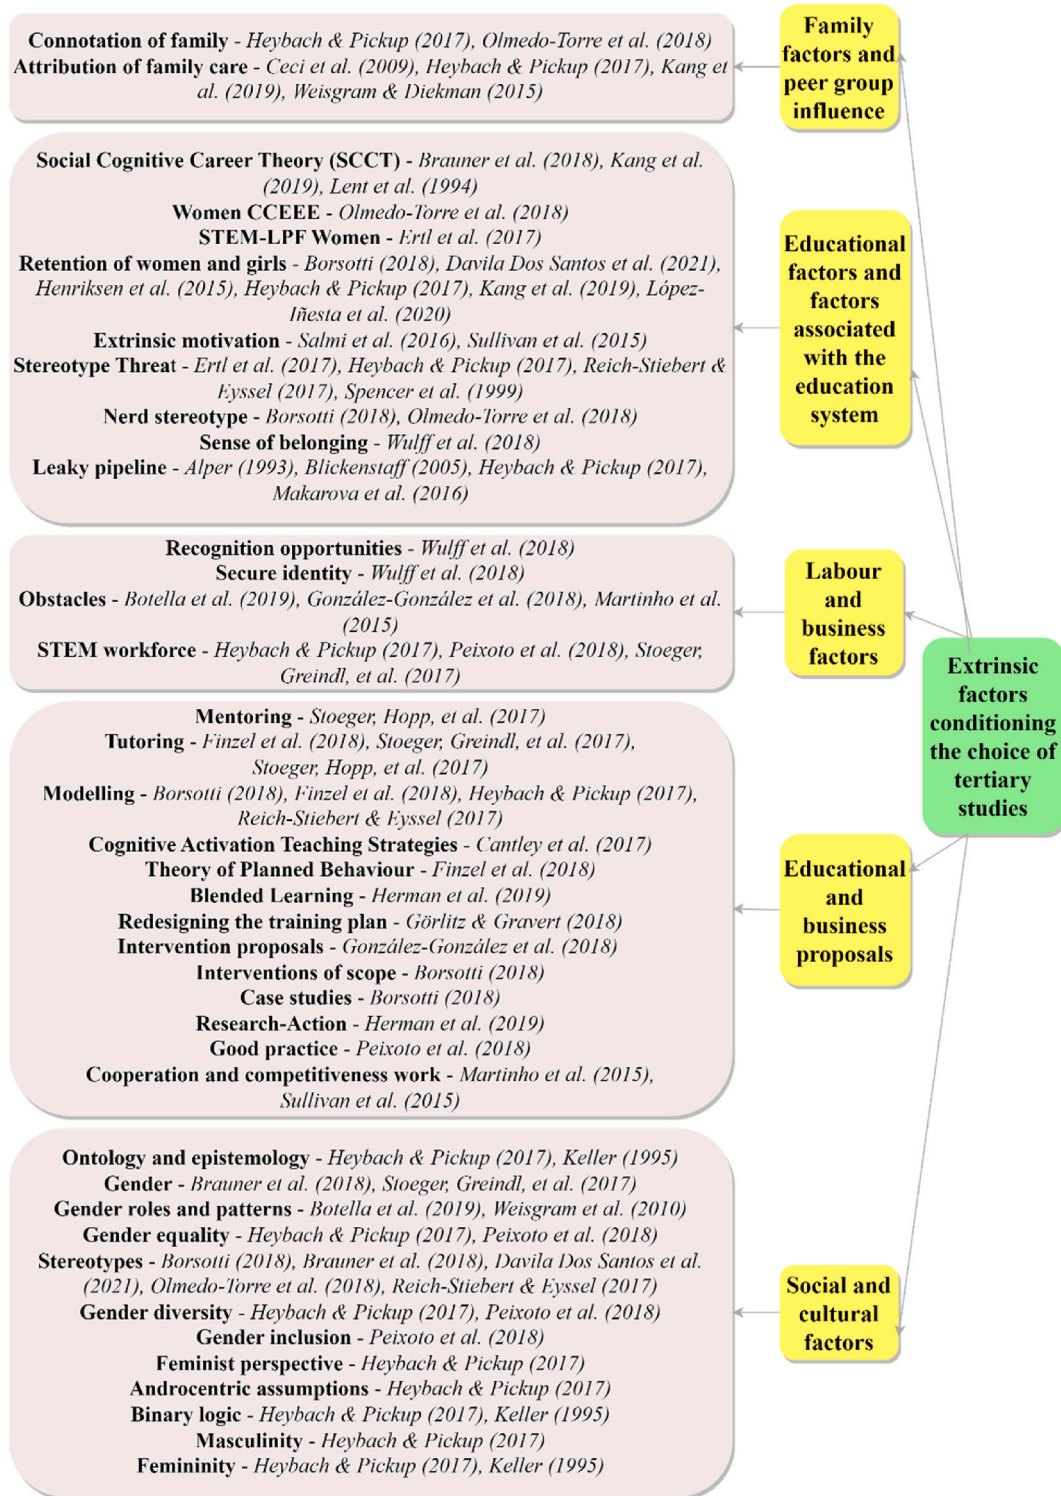 Connotation of family - Heybach & Pickup (2017), Olmedo-Torre et al. (2018)
Attribution of family care - Ceci et al. (2009), Heybach & Pickup (2017), Kang et
al. (2019), Weisgram & Diekman (2015)
Family
factors and
peer group
influence
Social Cognitive Career Theory (SCCT) - Brauner et al. (2018), Kang et al.
(2019), Lent et al. (1994)
Women CCEEE - Olmedo-Torre et al. (2018)
STEM-LPF Women - Ertl et al. (2017)
Retention of women and girls - Borsotti (2018), Davila Dos Santos et al. (2021),
Henriksen et al. (2015), Heybach & Pickup (2017), Kang et al. (2019), López-
Iñesta et al. (2020)
Extrinsic motivation - Salmi et al. (2016), Sullivan et al. (2015)
Stereotype Threat - Ertl et al. (2017), Heybach & Pickup (2017), Reich-Stiebert &
Eyssel (2017), Spencer et al. (1999)
Nerd stereotype - Borsotti (2018), Olmedo-Torre et al. (2018)
Sense of belonging - Wulff et al. (2018)
Leaky pipeline - Alper (1993), Blickenstaff (2005), Heybach & Pickup (2017),
Makarova et al. (2016)
Educational
factors and
factors
associated
with the
education
system
Recognition opportunities - Wulff et al. (2018)
Secure identity - Wulff et al. (2018)
Obstacles - Botella et al. (2019), González-González et al. (2018), Martinho et al.
(2015)
STEM workforce - Heybach & Pickup (2017), Peixoto et al. (2018), Stoeger,
Greindl, et al. (2017)
Labour
and
business
factors
Extrinsic
factors
conditioning
the choice of
tertiary
studies
Mentoring - Stoeger, Hopp, et al. (2017)
Tutoring - Finzel et al. (2018), Stoeger, Greindl, et al. (2017),
Stoeger, Hopp, et al. (2017)
Modelling - Borsotti (2018), Finzel et al. (2018), Heybach & Pickup (2017),
Reich-Stiebert & Eyssel (2017)
Cognitive Activation Teaching Strategies - Cantley et al. (2017)
Theory of Planned Behaviour - Finzel et al. (2018)
Blended Learning - Herman et al. (2019)
Redesigning the training plan - Görlitz & Gravert (2018)
Intervention proposals - González-González et al. (2018)
Interventions of scope - Borsotti (2018)
Case studies - Borsotti (2018)
Research-Action - Herman et al. (2019)
Good practice - Peixoto et al. (2018)
Cooperation and competitiveness work - Martinho et al. (2015),
Sullivan et al. (2015)
Educational
and
business
proposals
Ontology and epistemology - Heybach & Pickup (2017), Keller (1995)
Gender - Brauner et al. (2018), Stoeger, Greindl, et al. (2017)
Gender roles and patterns - Botella et al. (2019), Weisgram et al. (2010)
Gender equality - Heybach & Pickup (2017), Peixoto et al. (2018)
Stereotypes - Borsotti (2018), Brauner et al. (2018), Davila Dos Santos et al.
(2021), Olmedo-Torre et al. (2018), Reich-Stiebert & Eyssel (2017)
Gender diversity - Heybach & Pickup (2017), Peixoto et al. (2018)
Gender inclusion - Peixoto et al. (2018)
Feminist perspective - Heybach & Pickup (2017)
Androcentric assumptions - Heybach & Pickup (2017)
Binary logic - Heybach & Pickup (2017), Keller (1995)
Masculinity - Heybach & Pickup (2017)
Femininity - Heybach & Pickup (2017), Keller (1995)
Social and
cultural
factors